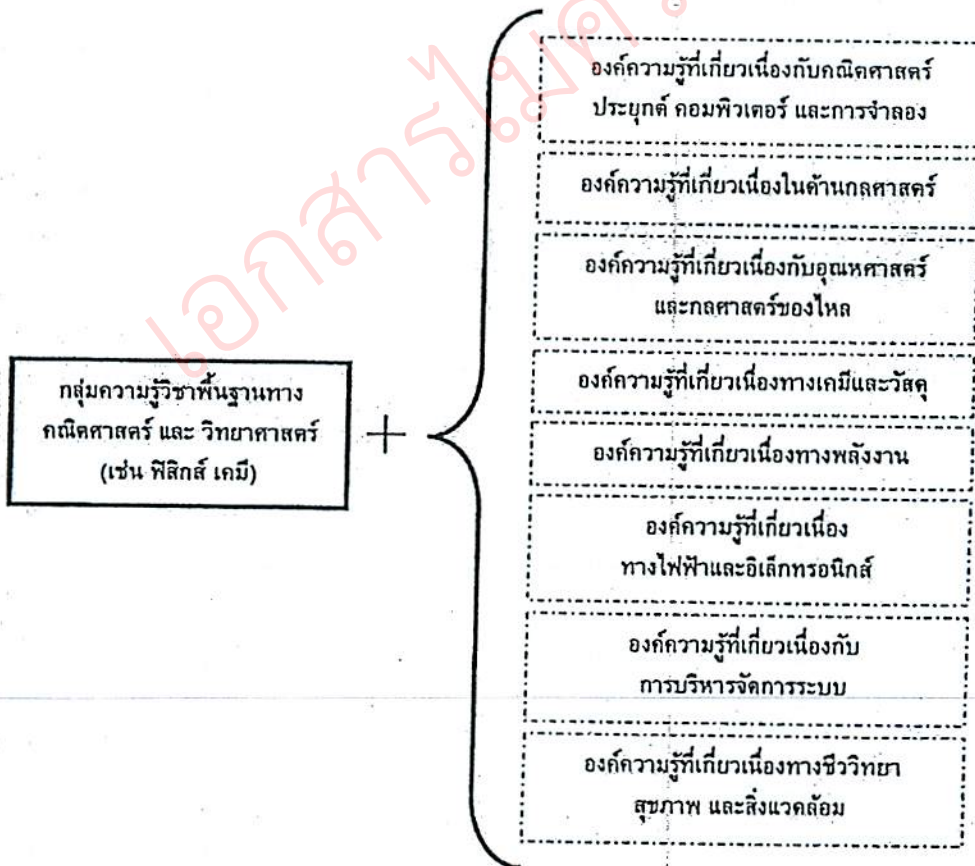 องค์ความรู้ที่เกี่ยวเนื่องกับคณิตศาสตร์
ประยุกต์ คอมพิวเตอร์ และการจำลอง
องค์ความรู้ที่เกี่ยวเนื่องในด้านกลศาสตร์
องค์ความรู้ที่เกี่ยวเนื่องกับอุณหศาสตร์
และกลศาสตร์ของไหล
องค์ความรู้ที่เกี่ยวเนื่องทางเคมีและวัสดุ
องค์ความรู้ที่เกี่ยวเนื่องทางพลังงาน
องค์ความรู้ที่เกี่ยวเนื่อง
ทางไฟฟ้าและอิเล็กทรอนิกส์
องค์ความรู้ที่เกี่ยวเนื่องกับ
การบริหารจัดการระบบ
องค์ความรู้ที่เกี่ยวเนื่องทางชีววิทยา
สุขภาพ และสิ่งแวดล้อม
กลุ่มความรู้วิชาพื้นฐานทาง
คณิตศาสตร์ และ วิทยาศาสตร์
(เช่น ฟิสิกส์ เคมี)
+
เอกสารไม่ค